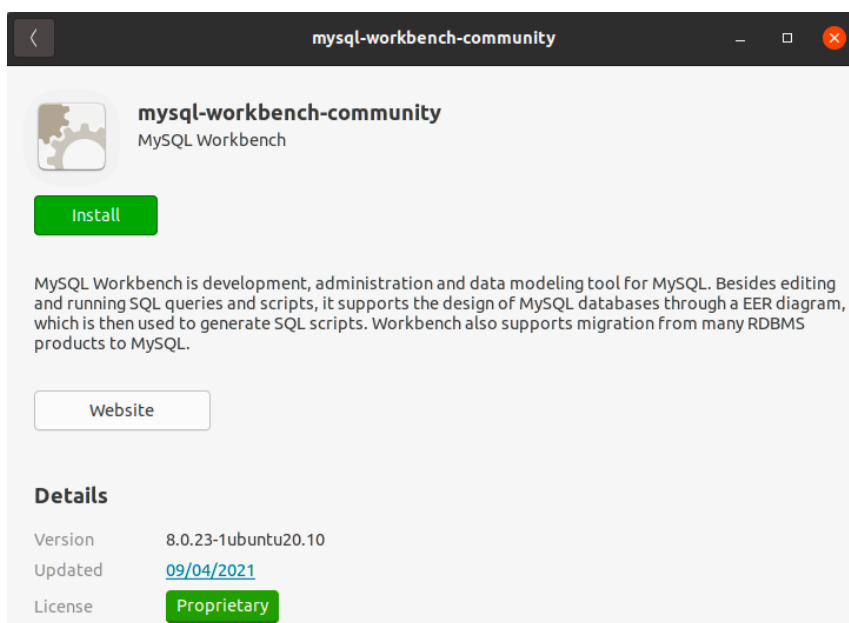 mysql-workbench-community
mysql-workbench-community
MySQL Workbench
Install
MySQL Workbench is development, administration and data modeling tool for MySQL. Besides editing
and running SQL queries and scripts, it supports the design of MySQL databases through a EER diagram,
which is then used to generate SQL scripts. Workbench also supports migration from many RDBMS
products to MySQL.
Website
Details
Version 8.0.23-1ubuntu20.10
Updated 09/04/2021
License Proprietary